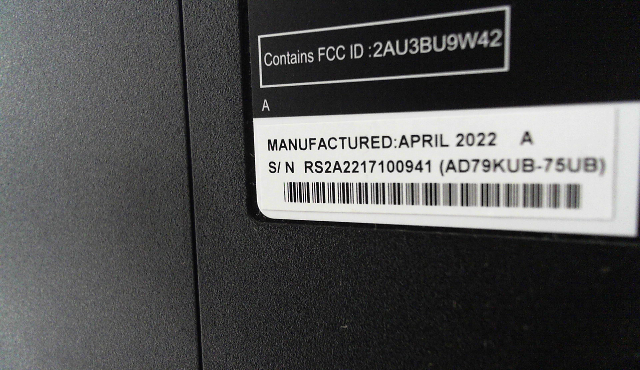 Contains FCC ID :2AU3BU9W42
A
MANUFACTURED:APRIL 2022 A
S/N RS2A2217100941 (AD79KUB-75UB)